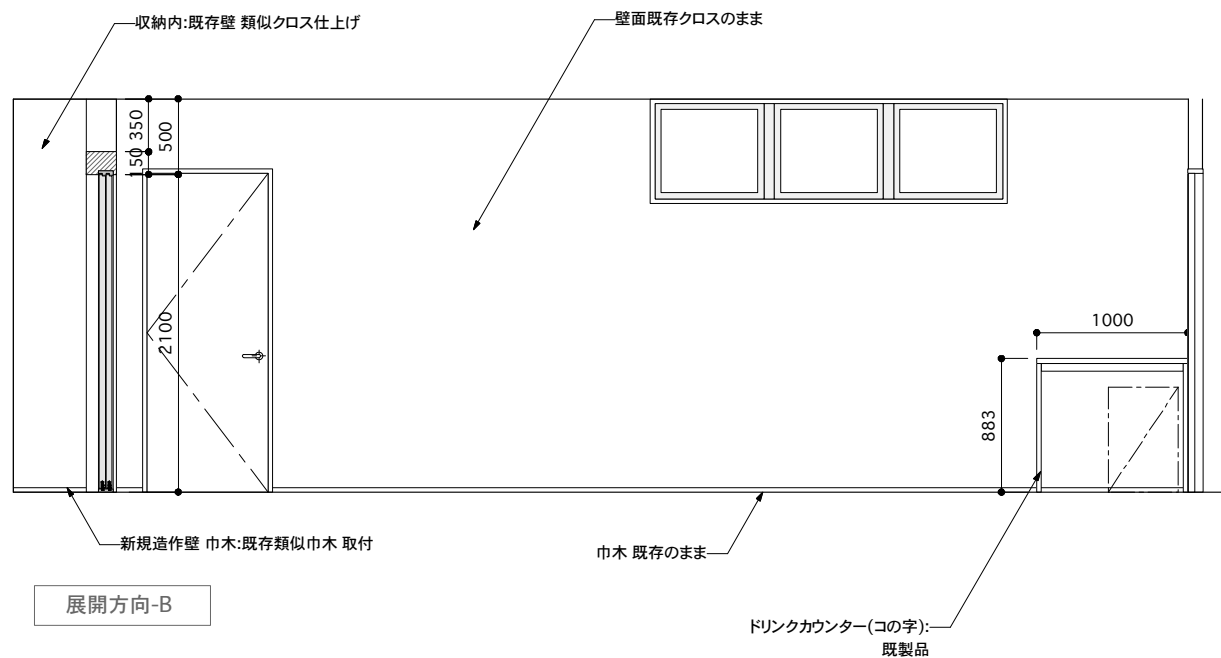 収納内:既存壁 類似クロス仕上げ
壁面既存クロスのまま
350
150
500
2100
1000
883
新規造作壁 巾木:既存類似巾木 取付
巾木 既存のまま
展開方向-B
ドリンクカウンター(コの字):
既製品